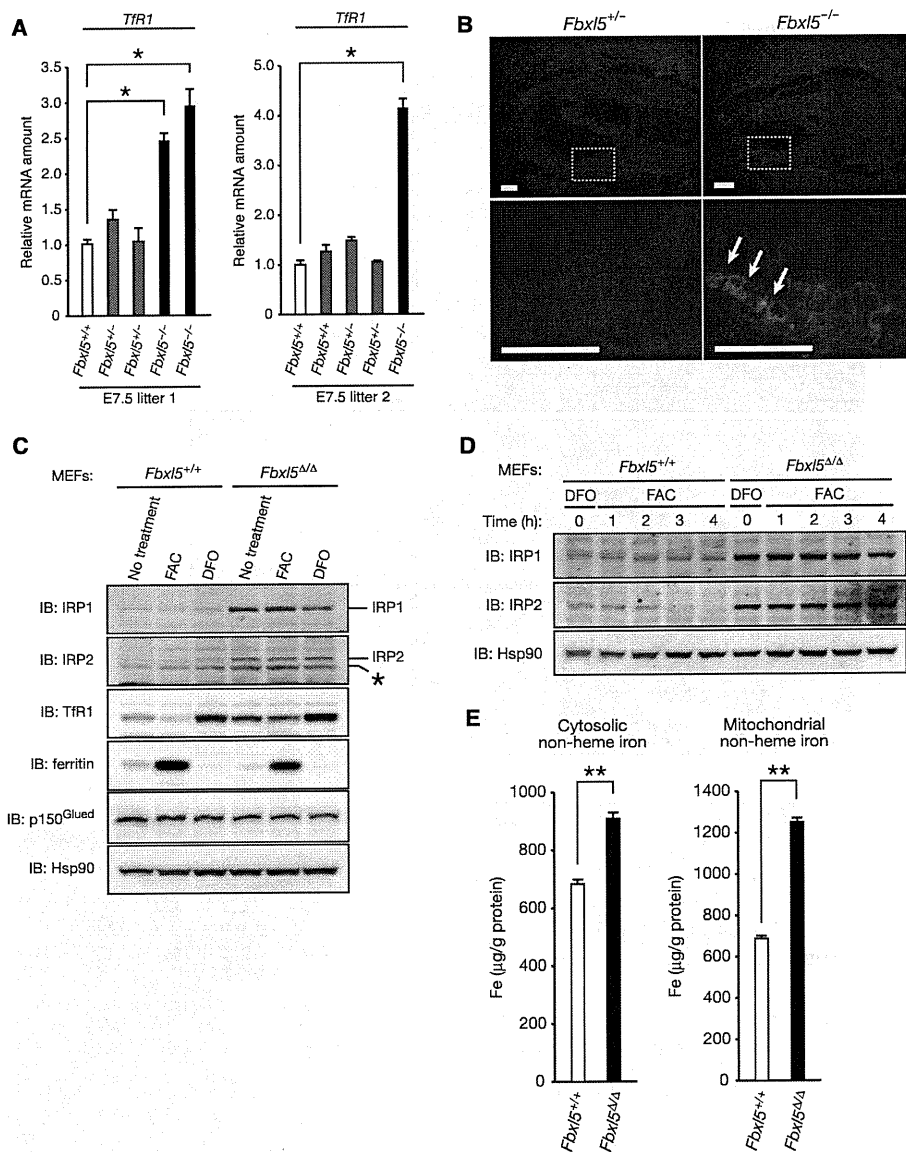 A
TfR1
TfR1
*
*
*
Relative mRNA amount
3.5
3.0
2.5
2.0
1.5
1.0
0.5
0
Fbxl5+/+
Fbxl5+/−
Fbxl5+/−
Fbxl5−/−
Fbxl5−/−
E7.5 litter 1
Relative mRNA amount
5.0
4.0
3.0
2.0
1.0
0
Fbxl5+/+
Fbxl5+/−
Fbxl5+/−
Fbxl5+/−
Fbxl5−/−
E7.5 litter 2
B
Fbxl5+/−
Fbxl5−/−
C
MEFs:
Fbxl5+/+
FbxI5Δ/Δ
No treatment
FAC
DFO
No treatment
FAC
DFO
IB: IRP1
IRP1
IB: IRP2
IRP2
*
IB: TfR1
IB: ferritin
IB: p150Glued
IB: Hsp90
D
MEFs:
Fbxl5+/+
Fbxl5Δ/Δ
DFO
FAC
DFO
FAC
Time (h):
0 1 2 3 4 0 1 2 3 4
IB: IRP1
IB: IRP2
IB: Hsp90
E
Cytosolic
non-heme iron
**
Fe (μg/g protein)
1000
800
600
400
200
0
Fbxl5+/+
Fbxl5Δ/Δ
Mitochondrial
non-heme iron
**
Fe (μg/g protein)
1400
1200
1000
800
600
400
200
0
Fbxl5+/+
Fbxl5Δ/Δ